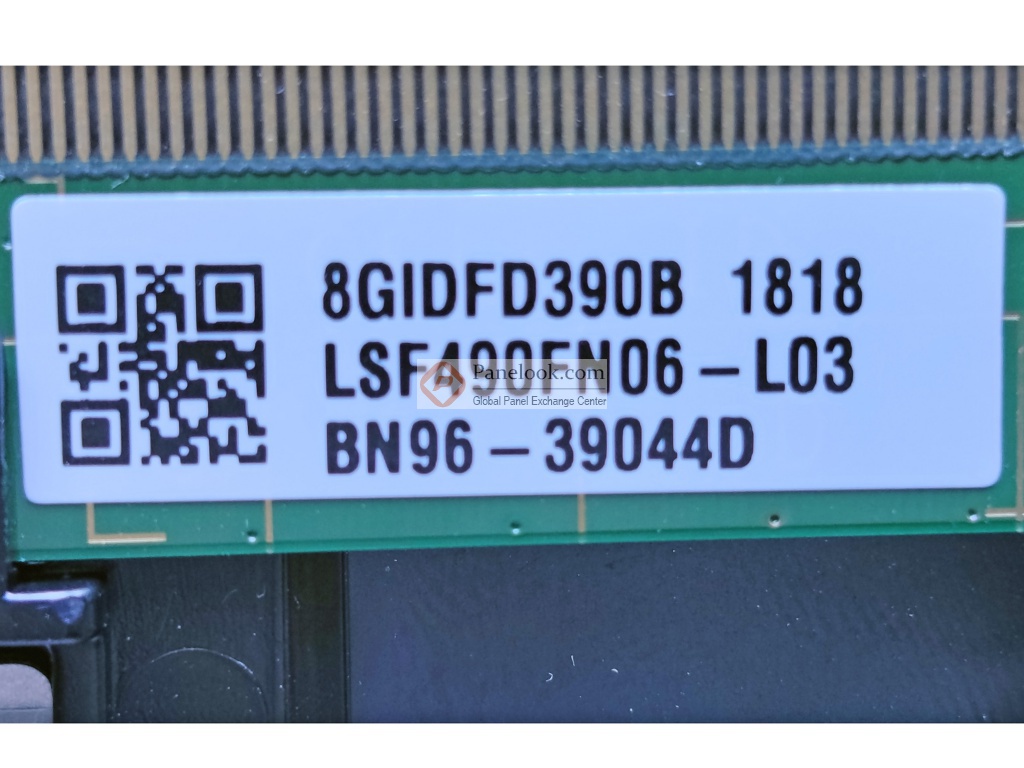 8GIDFD390B 1818
LSF490FN06-L03
Panelook.com
Global Panel Exchange Center
BN96-39044D